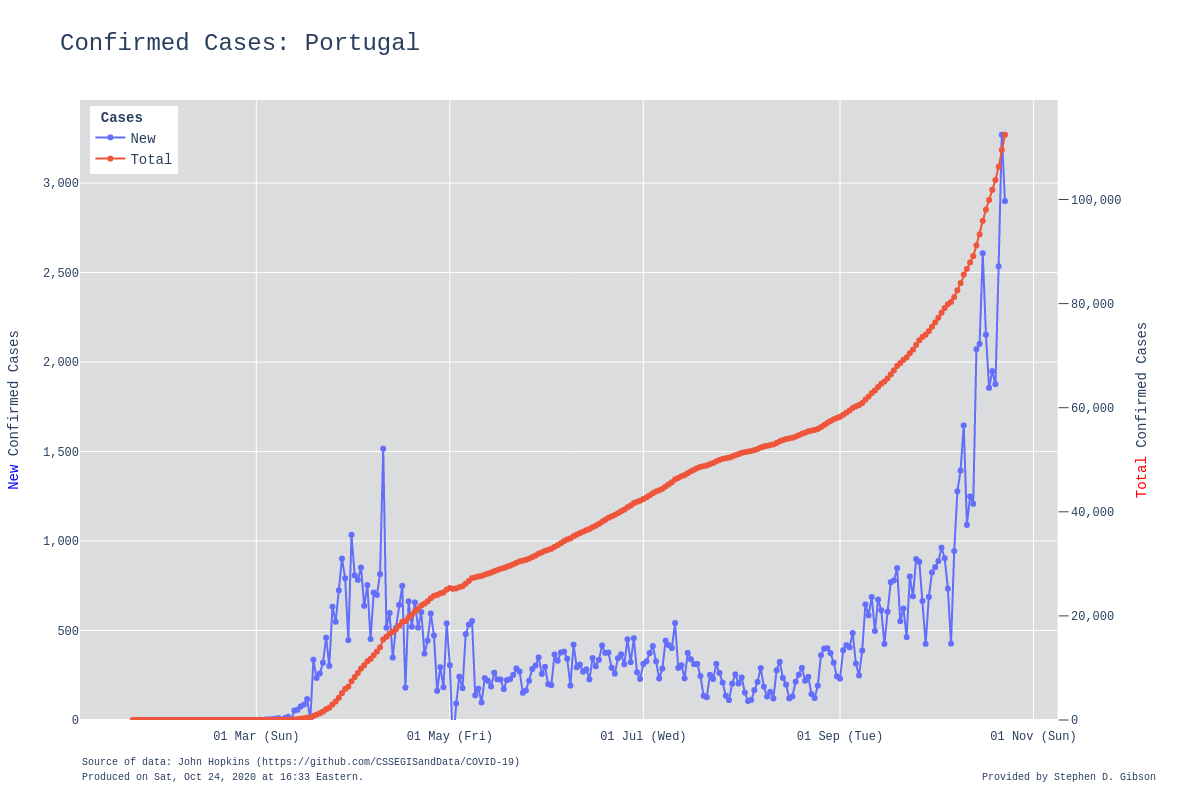 Confirmed Cases: Portugal
Cases
New
Total
3,000
2,500
2,000
1,500
1,000
500
0
New Confirmed Cases
100,000
80,000
60,000
40,000
20,000
0
Total Confirmed Cases
01 Mar (Sun)
01 May (Fri)
01 Jul (Wed)
01 Sep (Tue)
01 Nov (Sun)
Source of data: John Hopkins (https://github.com/CSSEGISandData/COVID-19)
Produced on Sat, Oct 24, 2020 at 16:33 Eastern.
Provided by Stephen D. Gibson